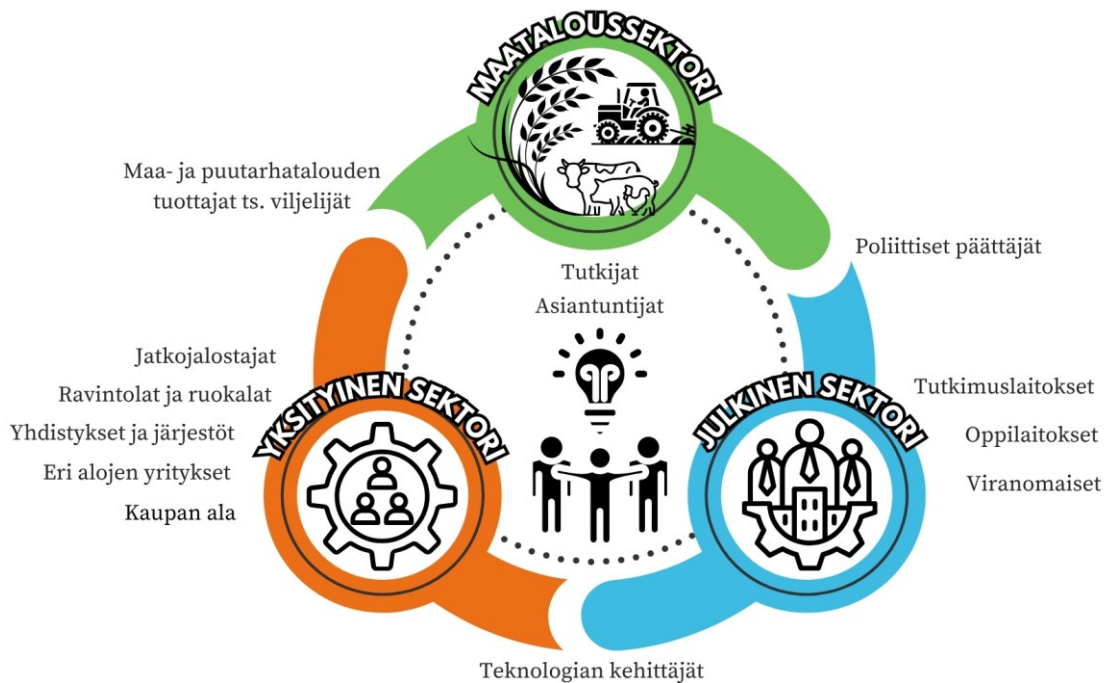 MAATALOUSSEKTORI
Maa- ja puutarhatalouden
tuottajat ts. viljelijät
Poliittiset päättäjät
Tutkijat
Asiantuntijat
Jatkojalostajat
Ravintolat ja ruokalat
Yhdistykset ja järjestöt
Eri alojen yritykset
Kaupan ala
YKSITYINEN SEKTORI
JULKINEN SEKTORI
Tutkimuslaitokset
Oppilaitokset
Viranomaiset
Teknologian kehittäjät